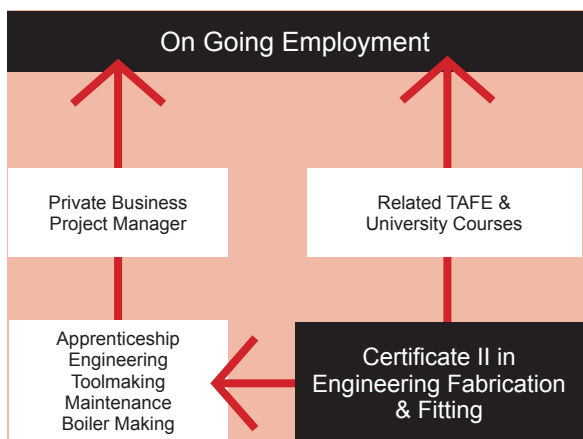 On Going Employment
Private Business
Project Manager
Related TAFE &
University Courses
Apprenticeship
Engineering
Toolmaking
Maintenance
Boiler Making
Certificate II in
Engineering Fabrication
& Fitting